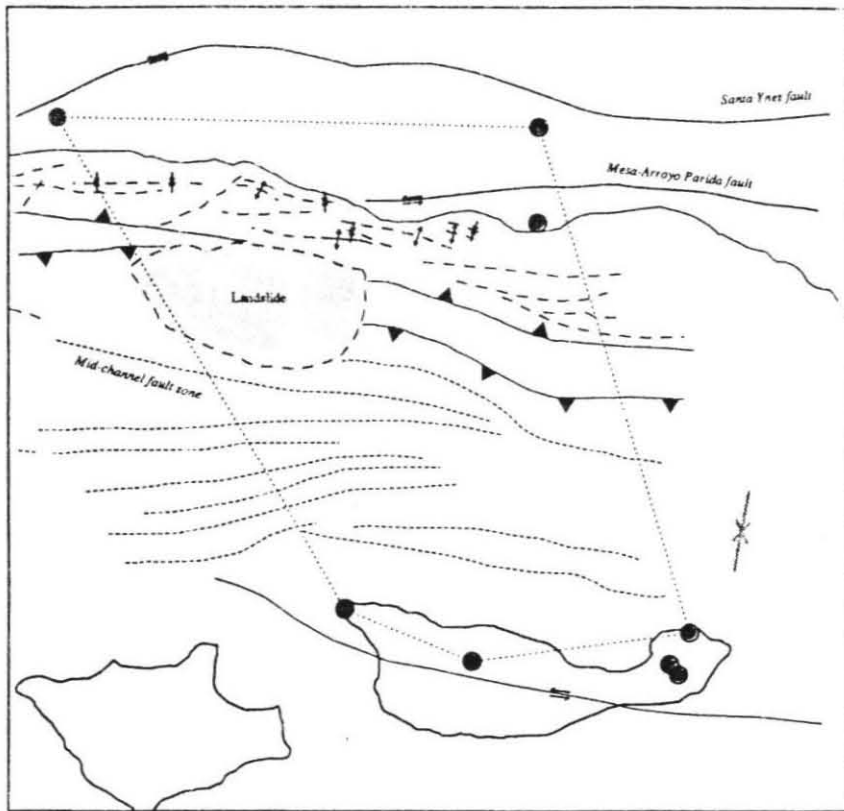 Santa Ynez fault
Mesa-Arroyo Parida fault
Landslide
Mid-channel fault zone